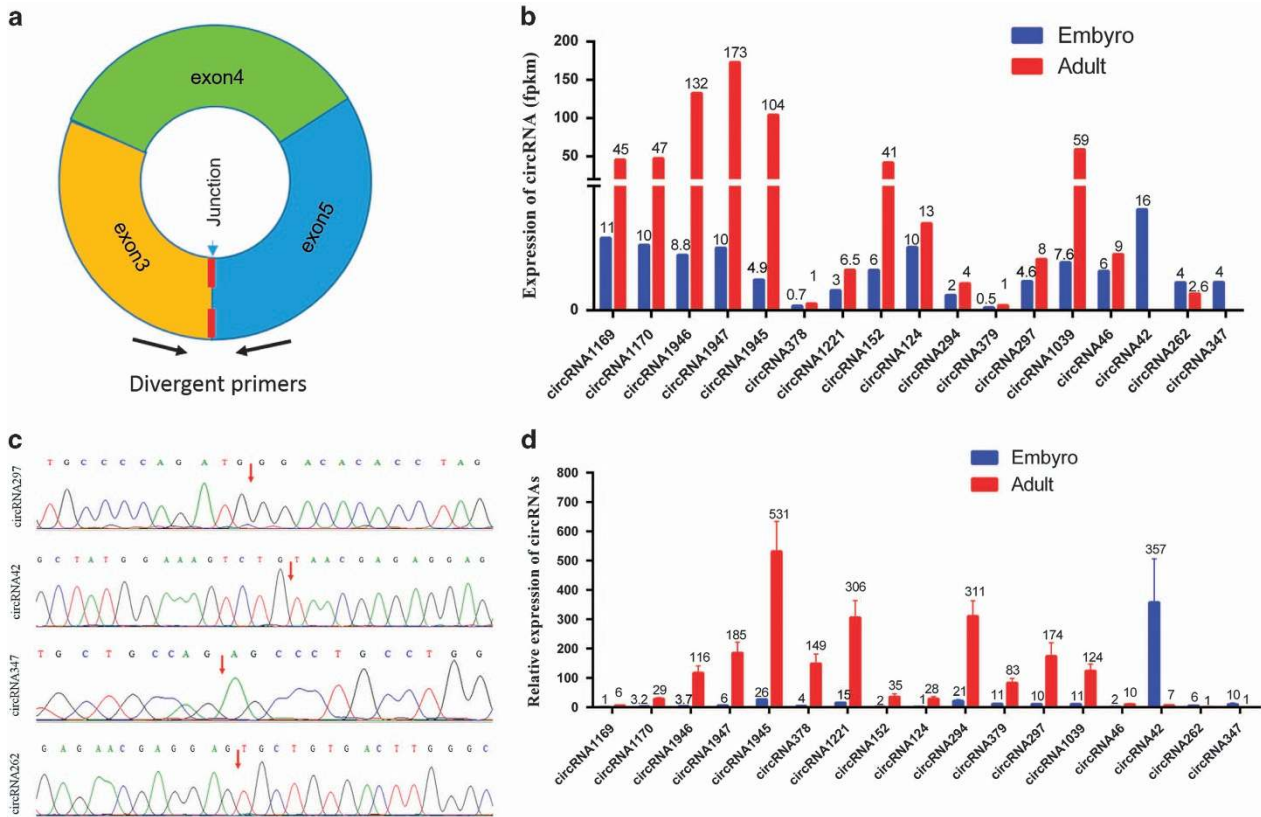 a
exon4
exon3
exon5
Junction
Divergent primers
b
Embyro
Adult
Expression of circRNA (fpkm)
200
150
100
50
0
11
45
10
47
8.8
132
10
173
4.9
104
0.7
1
3
6.5
6
41
10
13
2
4
0.5
1
4.6
8
7.6
59
6
9
16
4
2.6
4
circRNA1169
circRNA1170
circRNA1946
circRNA1947
circRNA1945
circRNA378
circRNA1221
circRNA152
circRNA124
circRNA294
circRNA379
circRNA297
circRNA1039
circRNA46
circRNA42
circRNA262
circRNA347
c
circRNA297
T G C C C C A G A T G G G A C A C A C C T A G
circRNA42
G C T A T G G A A A G T C T G T A A C G A G A G G A G
circRNA347
T G C T G C C A G A G C C C T G C C T G G
circRNA262
G A G A A C G A G G A G T G C T G T G A C T T G G G C
d
Embyro
Adult
Relative expression of circRNAs
800
700
600
500
400
300
200
100
0
1
6
3.2
29
3.7
116
6
185
26
531
4
149
15
306
2
35
1
28
21
311
11
83
10
174
11
124
2
10
357
7
6
1
10
1
circRNA1169
circRNA1170
circRNA1946
circRNA1947
circRNA1945
circRNA378
circRNA1221
circRNA152
circRNA124
circRNA294
circRNA379
circRNA297
circRNA1039
circRNA46
circRNA42
circRNA262
circRNA347